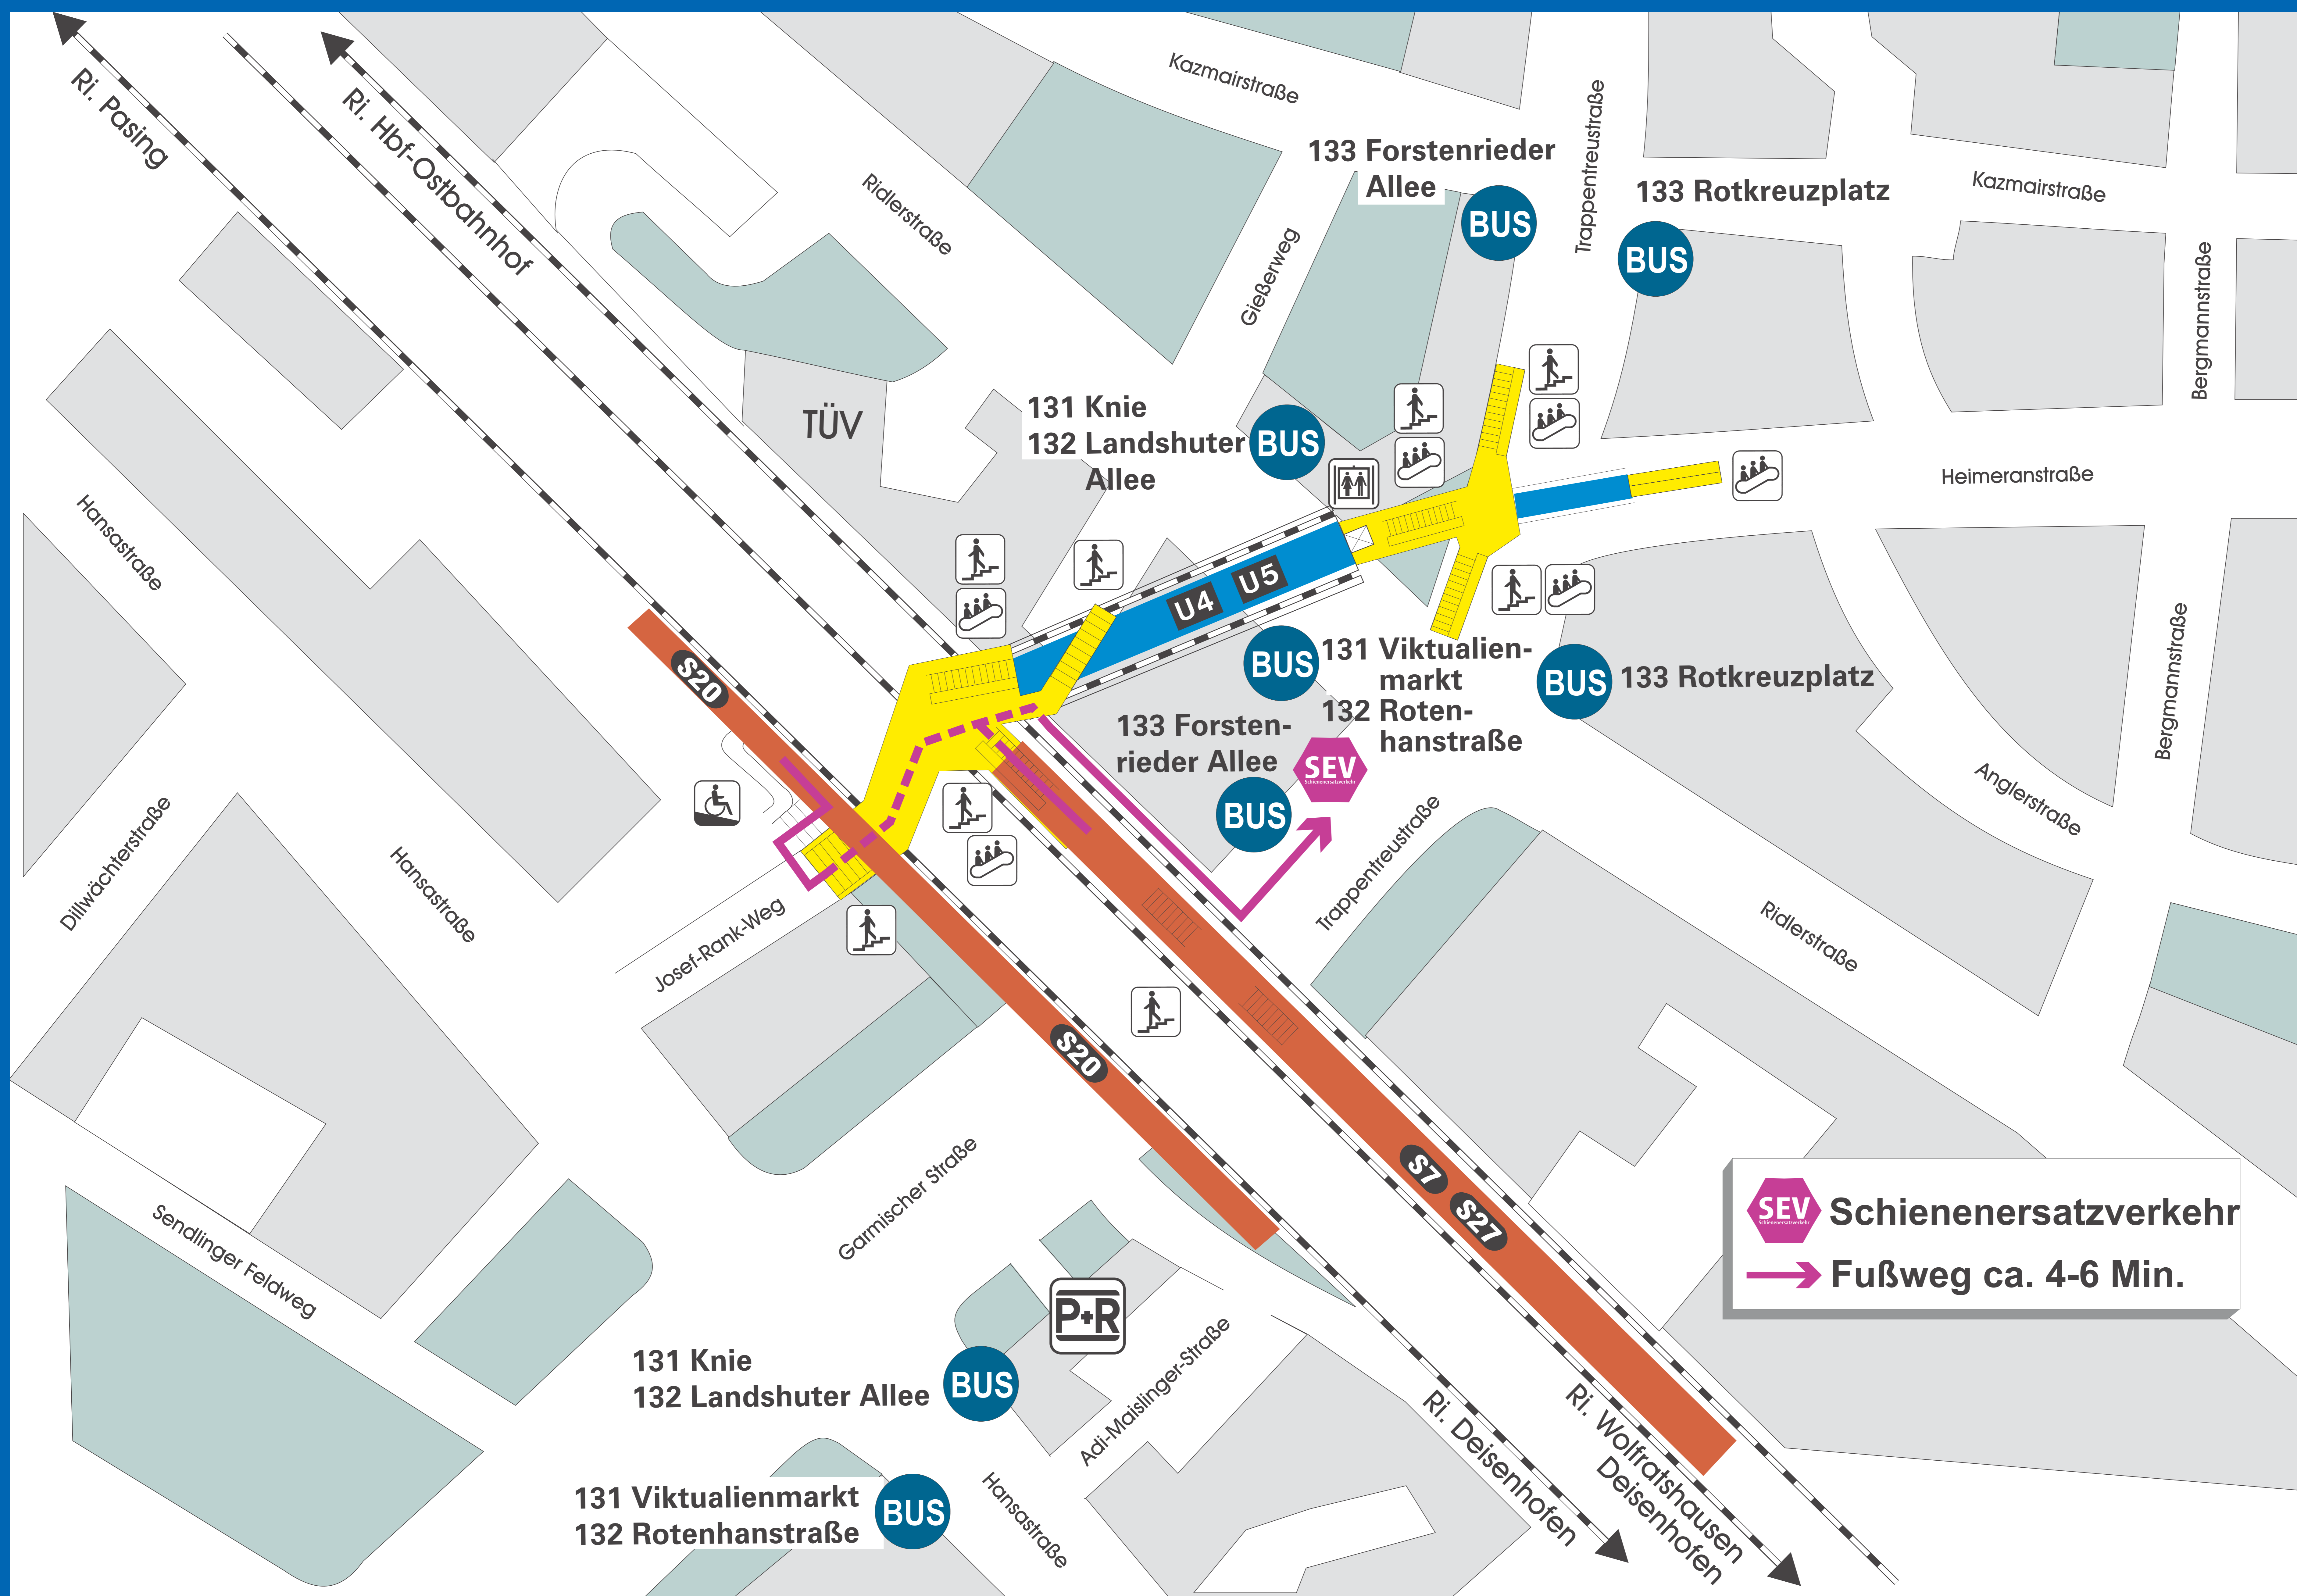 Ri. Pasing
Ri. Hbf-Ostbahnhof
Kazmairstraße
Ridlerstraße
Gießerweg
133 Forstenrieder
Allee
BUS
Trappentreustraße
133 Rotkreuzplatz
BUS
Kazmairstraße
Bergmannstraße
TÜV
131 Knie
132 Landshuter
Allee
BUS
Heimeranstraße
Hansastraße
U4
U5
S20
BUS
131 Viktualien-
markt
132 Roten-
hanstraße
BUS
133 Rotkreuzplatz
133 Forsten-
rieder Allee
SEV
Schienenersatzverkehr
BUS
Bergmannstraße
Anglerstraße
Trappentreustraße
Dillwächterstraße
Hansastraße
Josef-Rank-Weg
Ridlerstraße
S20
Garmischer Straße
S7
S27
Sendlinger Feldweg
SEV
Schienenersatzverkehr
Schienenersatzverkehr
Fußweg ca. 4-6 Min.
P+R
131 Knie
132 Landshuter Allee
BUS
Adi-Maislinger-Straße
Ri. Deisenhofen
Ri. Wolfratshausen
Deisenhofen
131 Viktualienmarkt
132 Rotenhanstraße
BUS
Hansastraße